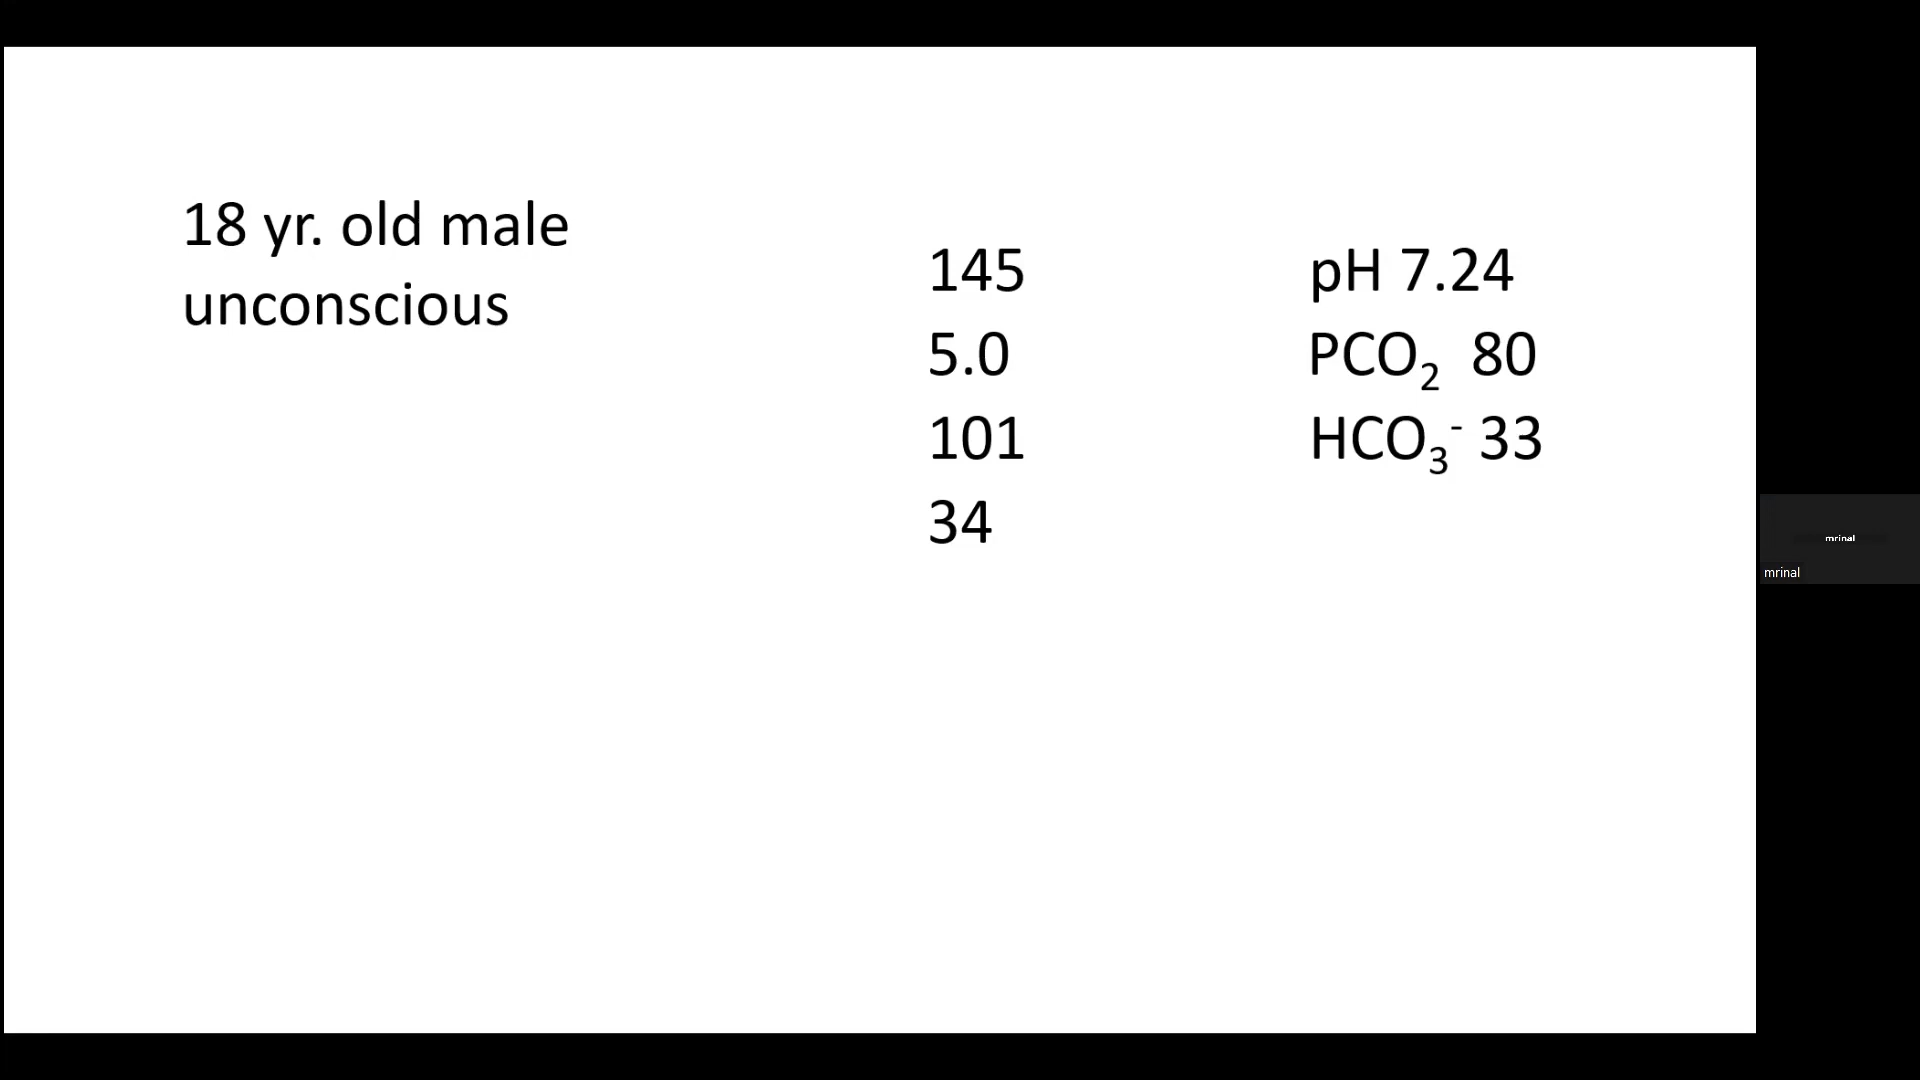 18 yr. old male
unconscious
145
5.0
101
34
pH 7.24
PCO₂ 80
HCO₃⁻ 33
mrinal
mrinal